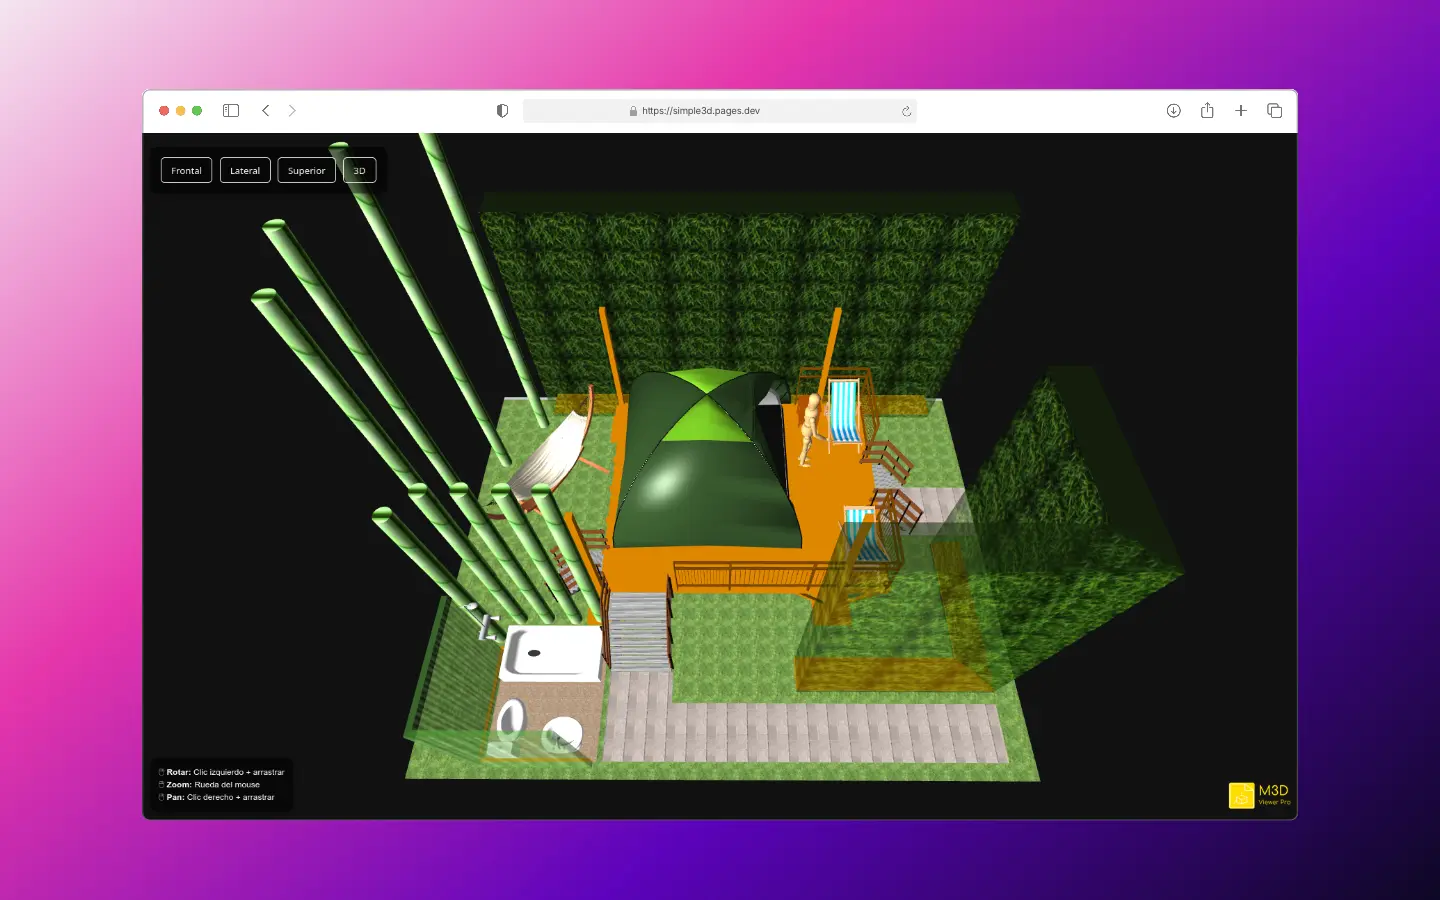 https://simple3d.pages.dev
Frontal
Lateral
Superior
3D
Rotar: Clic izquierdo + arrastrar
Zoom: Rueda del mouse
Pan: Clic derecho + arrastrar
M3D
Viewer Pro